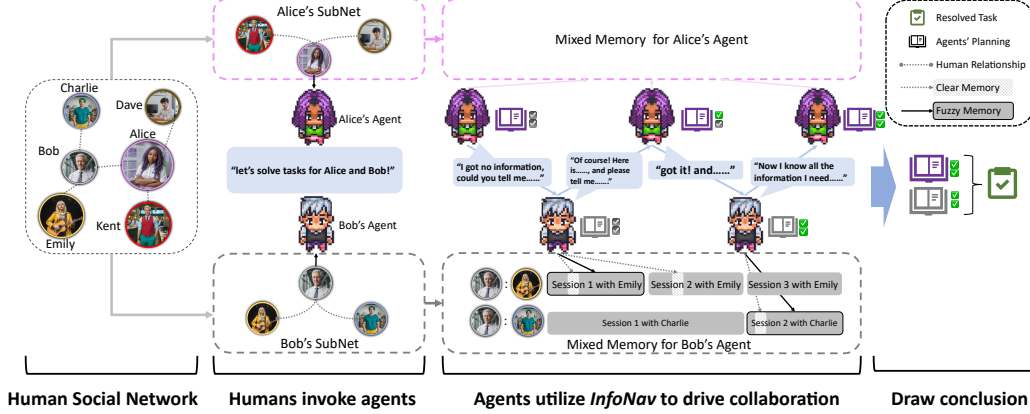 Alice's SubNet
Mixed Memory for Alice's Agent
Resolved Task
Agents' Planning
Human Relationship
Clear Memory
Fuzzy Memory
Charlie
Dave
Alice
Bob
Emily
Kent
Alice's Agent
"let's solve tasks for Alice and Bob!"
Bob's Agent
"I got no information,
could you tell me……"
"Of course! Here
is……, and please
tell me…….."
"got it! and……"
"Now I know all the
information I need……"
Bob's SubNet
Session 1 with Emily
Session 2 with Emily
Session 3 with Emily
Session 1 with Charlie
Session 2 with Charlie
Mixed Memory for Bob's Agent
Human Social Network
Humans invoke agents
Agents utilize InfoNav to drive collaboration
Draw conclusion